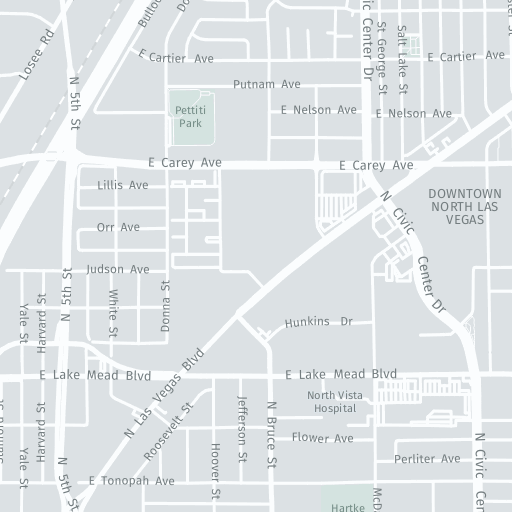 Losee Rd
N 5th St
E Cartier Ave
Civic Center Dr
St George St
Salt Lake St
E Cartier Ave
Putnam Ave
Pettiti
Park
E Nelson Ave
E Nelson Ave
E Carey Ave
E Carey Ave
Lillis Ave
DOWNTOWN
NORTH LAS
VEGAS
N Civic Center Dr
Orr Ave
Judson Ave
N 5th St
Yale St
Harvard St
White St
Donna St
Hunkins Dr
E Lake Mead Blvd
E Lake Mead Blvd
N Las Vegas Blvd
North Vista
Hospital
Harvard St
Yale St
Roosevelt St
Jefferson St
Hoover St
N Bruce St
Flower Ave
Perliter Ave
N Civic Cen
N 5th St
E Tonopah Ave
Hartke